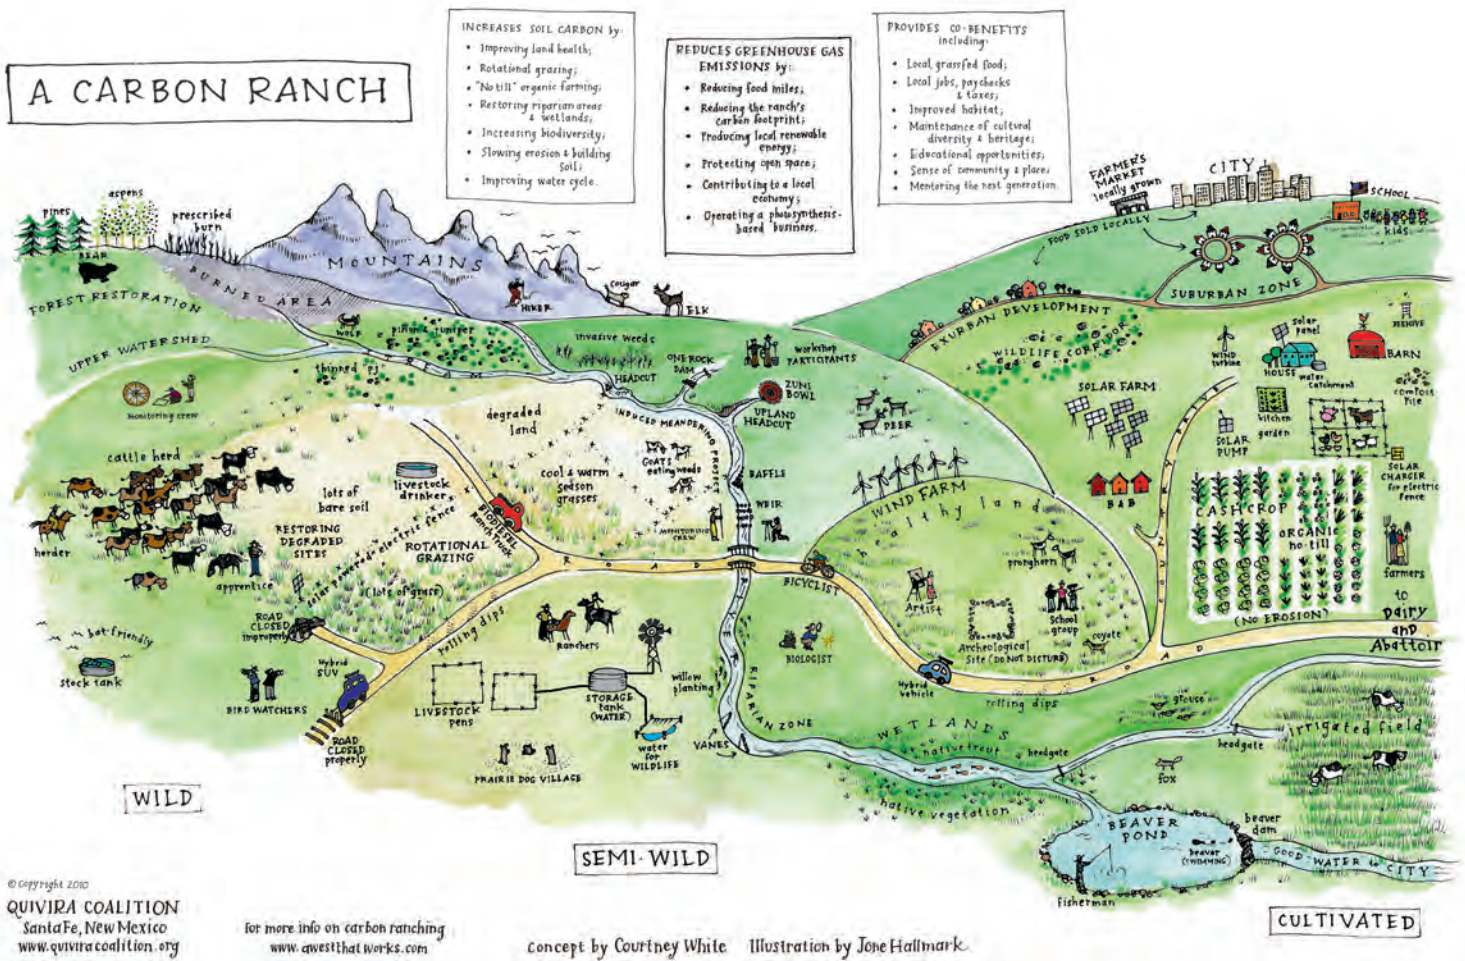 A CARBON RANCH
INCREASES SOIL CARBON by:
• Improving land health;
• Rotational grazing;
• "No till" organic farming;
• Restoring riparian areas
& wetlands;
• Increasing biodiversity;
• Slowing erosion & building
Soil;
• Improving water cycle.
REDUCES GREENHOUSE GAS
EMISSIONS by:
• Reducing food miles;
• Reducing the ranch's
carbon footprint;
• Producing local renewable
energy;
• Protecting open space;
• Contributing to a local
economy;
• Operating a photosynthesis-
based business.
PROVIDES CO-BENEFITS
including:
• Local, grassfed food;
• Local jobs, paychecks
& taxes;
• Improved habitat;
• Maintenance of cultural
diversity & heritage;
• Educational opportunities;
• Sense of community & place;
• Mentoring the next generation.
pines
aspens
prescribed
burn
BEAR
FOREST RESTORATION
BURNED AREA
MOUNTAINS
HIKER
cougar
ELK
FARMER'S
MARKET
locally grown
CITY
SCHOOL
kids
FOOD SOLD LOCALLY
SUBURBAN ZONE
EXURBAN DEVELOPMENT
WILDLIFE CORRIDOR
UPPER WATERSHED
WOLF
piñon & juniper
thinned "PJ"
STREAM
invasive weeds
HEADCUT
ONE ROCK
DAM
workshop
PARTICIPANTS
ZUNI
BOWL
UPLAND
HEADCUT
DEER
monitoring crew
degraded
land
INDUCED MEANDERING PROJECT
GOATS
eating weeds
BAFFLE
WEIR
MONITORING
CREW
cool & warm
season
grasses
cattle herd
herder
lots of
bare soil
livestock
drinker
RESTORING
DEGRADED
SITES
apprentice
solar powered electric fence
ROTATIONAL
GRAZING
(lots of grass)
BIODIESEL
Ranch Truck
ROAD
ROAD
CLOSED
improperly
rolling dips
bat-friendly
stock tank
BIRD WATCHERS
Hybrid
SUV
ROAD
CLOSED
properly
Ranchers
LIVESTOCK
pens
STORAGE
tank
(WATER)
water
for
WILDLIFE
PRAIRIE DOG VILLAGE
willow
planting
VANES
RIVER
RIPARIAN ZONE
BICYCLIST
BIOLOGIST
WIND FARM
healthy land
pronghorn
Artist
School
group
Archeological
Site (DO NOT DISTURB)
coyote
Hybrid
vehicle
rolling dips
ROAD
COUNTY
DRIVE
SOLAR FARM
WIND
turbine
solar
panel
HOUSE
water
catchment
BARN
BEEHIVE
compost
pile
kitchen
garden
SOLAR
PUMP
SOLAR
CHARGER
for electric
fence
B&B
CASH CROP
ORGANIC
no-till
(NO EROSION)
farmers
to
Dairy
and
Abattoir
WETLANDS
native trout
headgate
native vegetation
grouse
headgate
fox
irrigated field
BEAVER
POND
beaver
(SWIMMING)
beaver
dam
fisherman
GOOD WATER to CITY
WILD
SEMI-WILD
CULTIVATED
© Copyright 2010
QUIVIRA COALITION
Santa Fe, New Mexico
www.quiviracoalition.org
for more info on carbon ranching
www.awestthatworks.com
concept by Courtney White Illustration by Jone Hallmark